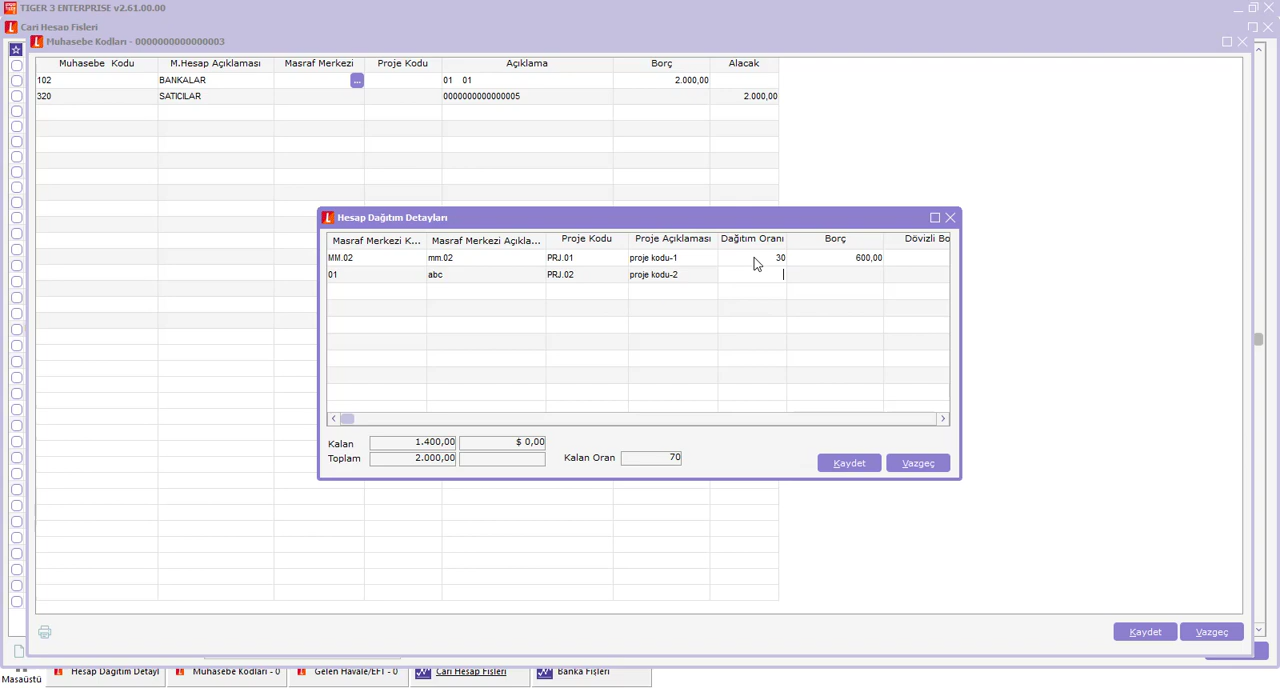 TIGER 3 ENTERPRISE v2.61.00.00
Cari Hesap Fişleri
Muhasebe Kodları - 0000000000000003
Muhasebe Kodu M.Hesap Açıklaması Masraf Merkezi Proje Kodu Açıklama Borç Alacak
102 BANKALAR ... 01 01 2.000,00
320 SATICILAR 0000000000000005 2.000,00
Hesap Dağıtım Detayları
Masraf Merkezi K... Masraf Merkezi Açıkla... Proje Kodu Proje Açıklaması Dağıtım Oranı Borç Dövizli Bo
MM.02 mm.02 PRJ.01 proje kodu-1 30 600,00
01 abc PRJ.02 proje kodu-2
Kalan 1.400,00 $ 0,00
Toplam 2.000,00 Kalan Oran 70
Kaydet Vazgeç
Kaydet Vazgeç
Masaüstü Hesap Dağıtım Detayl Muhasebe Kodları - 0 Gelen Havale/EFT - 0 Cari Hesap Fişleri Banka Fişleri